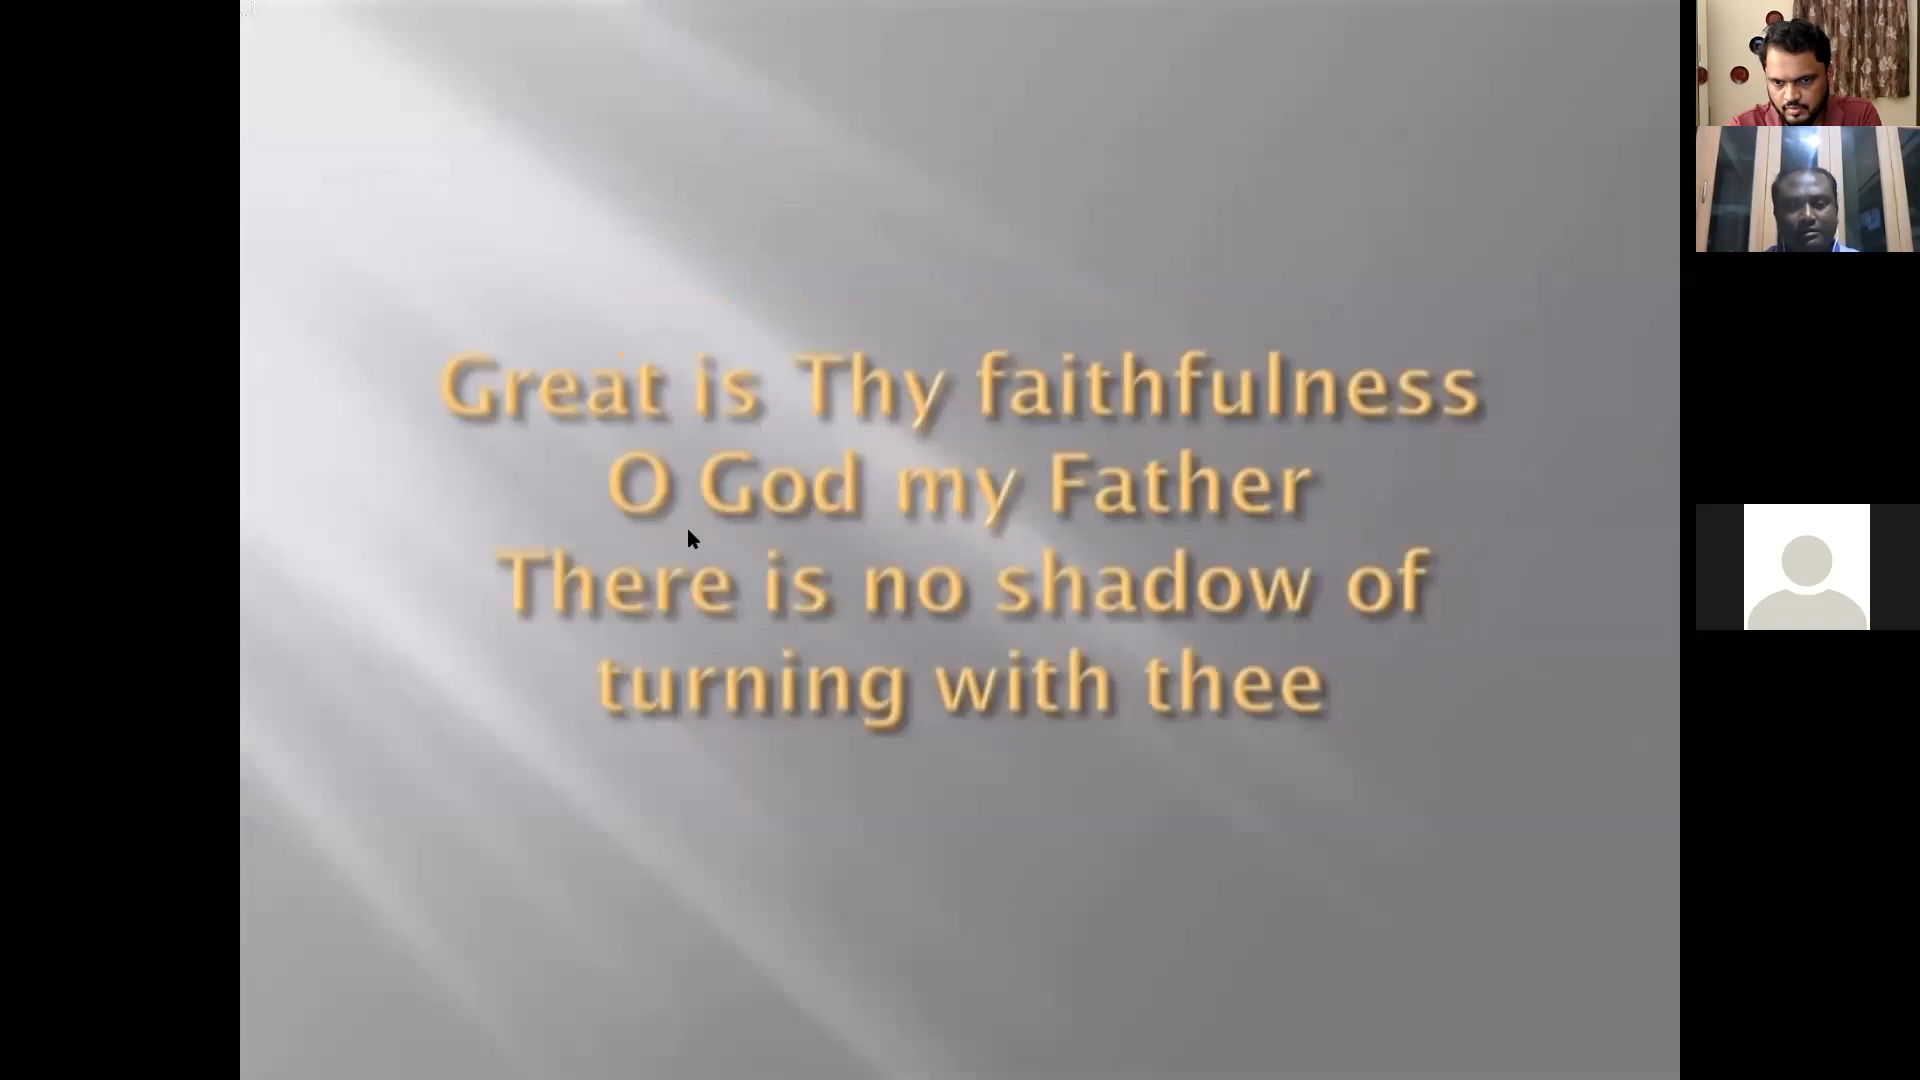 Great is Thy faithfulness
O God my Father
There is no shadow of
turning with thee